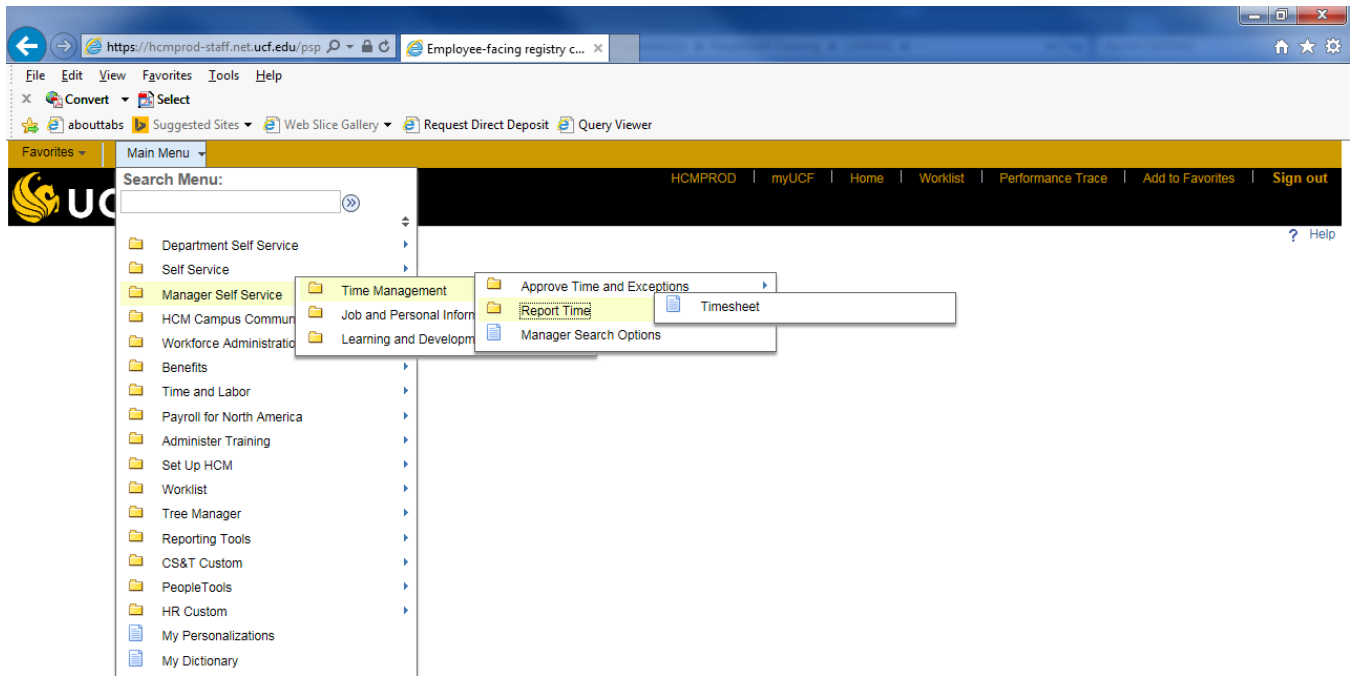 https://hcmprod-staff.net.ucf.edu/psp
Employee-facing registry c...
File Edit View Favorites Tools Help
Convert Select
abouttabs Suggested Sites Web Slice Gallery Request Direct Deposit Query Viewer
Favorites Main Menu
UC
HCMPROD | myUCF | Home | Worklist | Performance Trace | Add to Favorites | Sign out
? Help
Search Menu:
Department Self Service
Self Service
Manager Self Service
HCM Campus Commun
Workforce Administratio
Benefits
Time and Labor
Payroll for North America
Administer Training
Set Up HCM
Worklist
Tree Manager
Reporting Tools
CS&T Custom
PeopleTools
HR Custom
My Personalizations
My Dictionary
Time Management
Job and Personal Inforn
Learning and Developm
Approve Time and Exceptions
Report Time
Manager Search Options
Timesheet